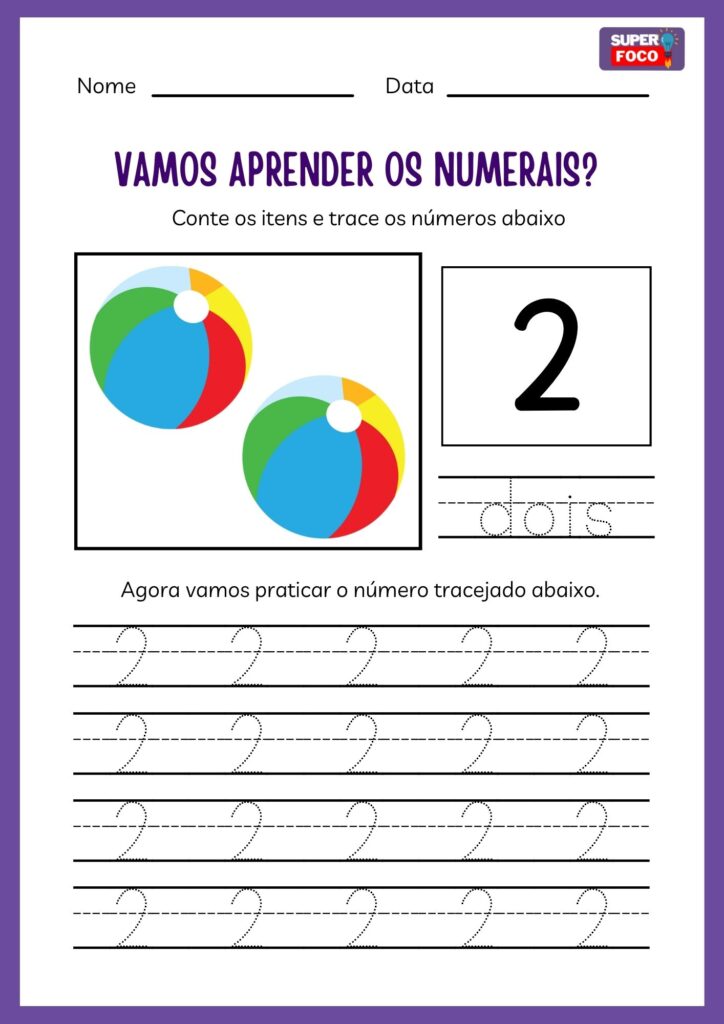 SUPER
FOCO
Nome Data
VAMOS APRENDER OS NUMERAIS?
Conte os itens e trace os números abaixo
2
dois
Agora vamos praticar o número tracejado abaixo.
2 2 2 2 2
2 2 2 2 2
2 2 2 2 2
2 2 2 2 2